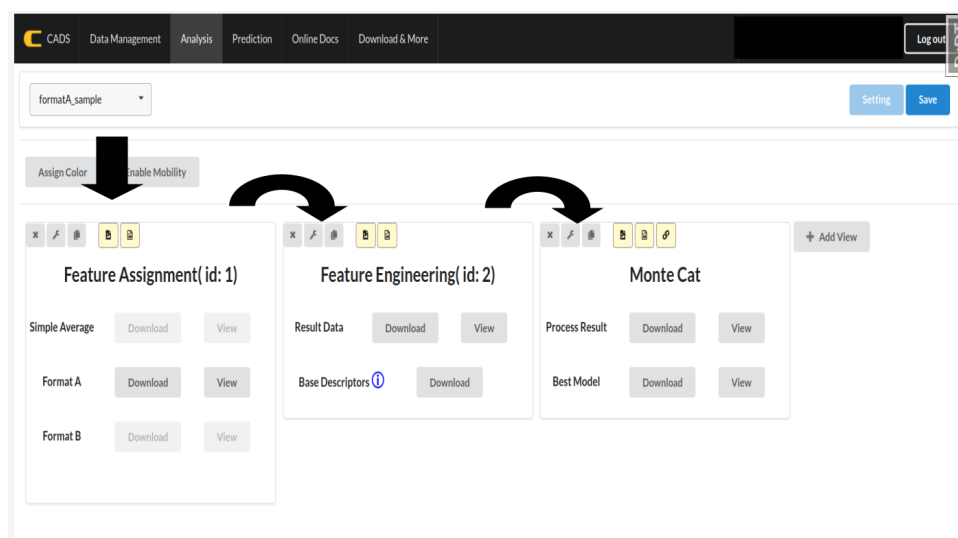 CADS Data Management Analysis Prediction Online Docs Download & More Log out
formatA_sample Setting Save
Assign Color Enable Mobility
+ Add View
Feature Assignment( id: 1)
Simple Average Download View
Format A Download View
Format B Download View
Feature Engineering( id: 2)
Result Data Download View
Base Descriptors Download
Monte Cat
Process Result Download View
Best Model Download View